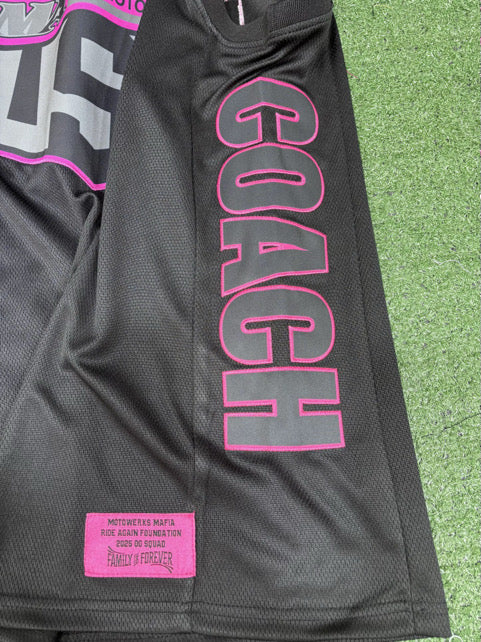 COACH
MOTOWERKS MAFIA
RIDE AGAIN FOUNDATION
2025 OG SQUAD
FAMILY IS FOREVER